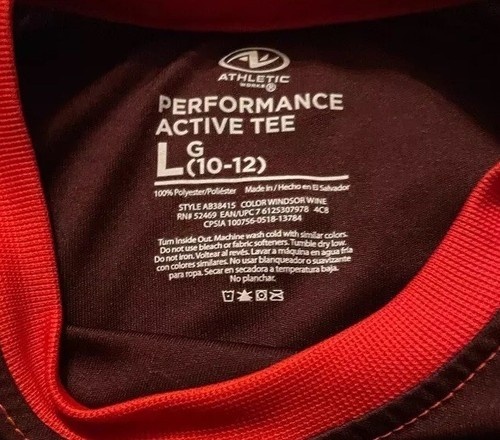 ATHLETIC
WORKS®
PERFORMANCE
ACTIVE TEE
L G
(10-12)
100% Polyester/Poliéster Made in / Hecho en El Salvador
STYLE AB38415 COLOR WINDSOR WINE
RN# 52469 EAN/UPC 7 6125307978 4C8
CPSIA 100756-0518-13784
Turn Inside Out. Machine wash cold with similar colors.
Do not use bleach or fabric softeners. Tumble dry low.
Do not iron. Voltear al revés. Lavar a máquina en agua fría
con colores similares. No usar blanqueador o suavizante
para ropa. Secar en secadora a temperatura baja.
No planchar.